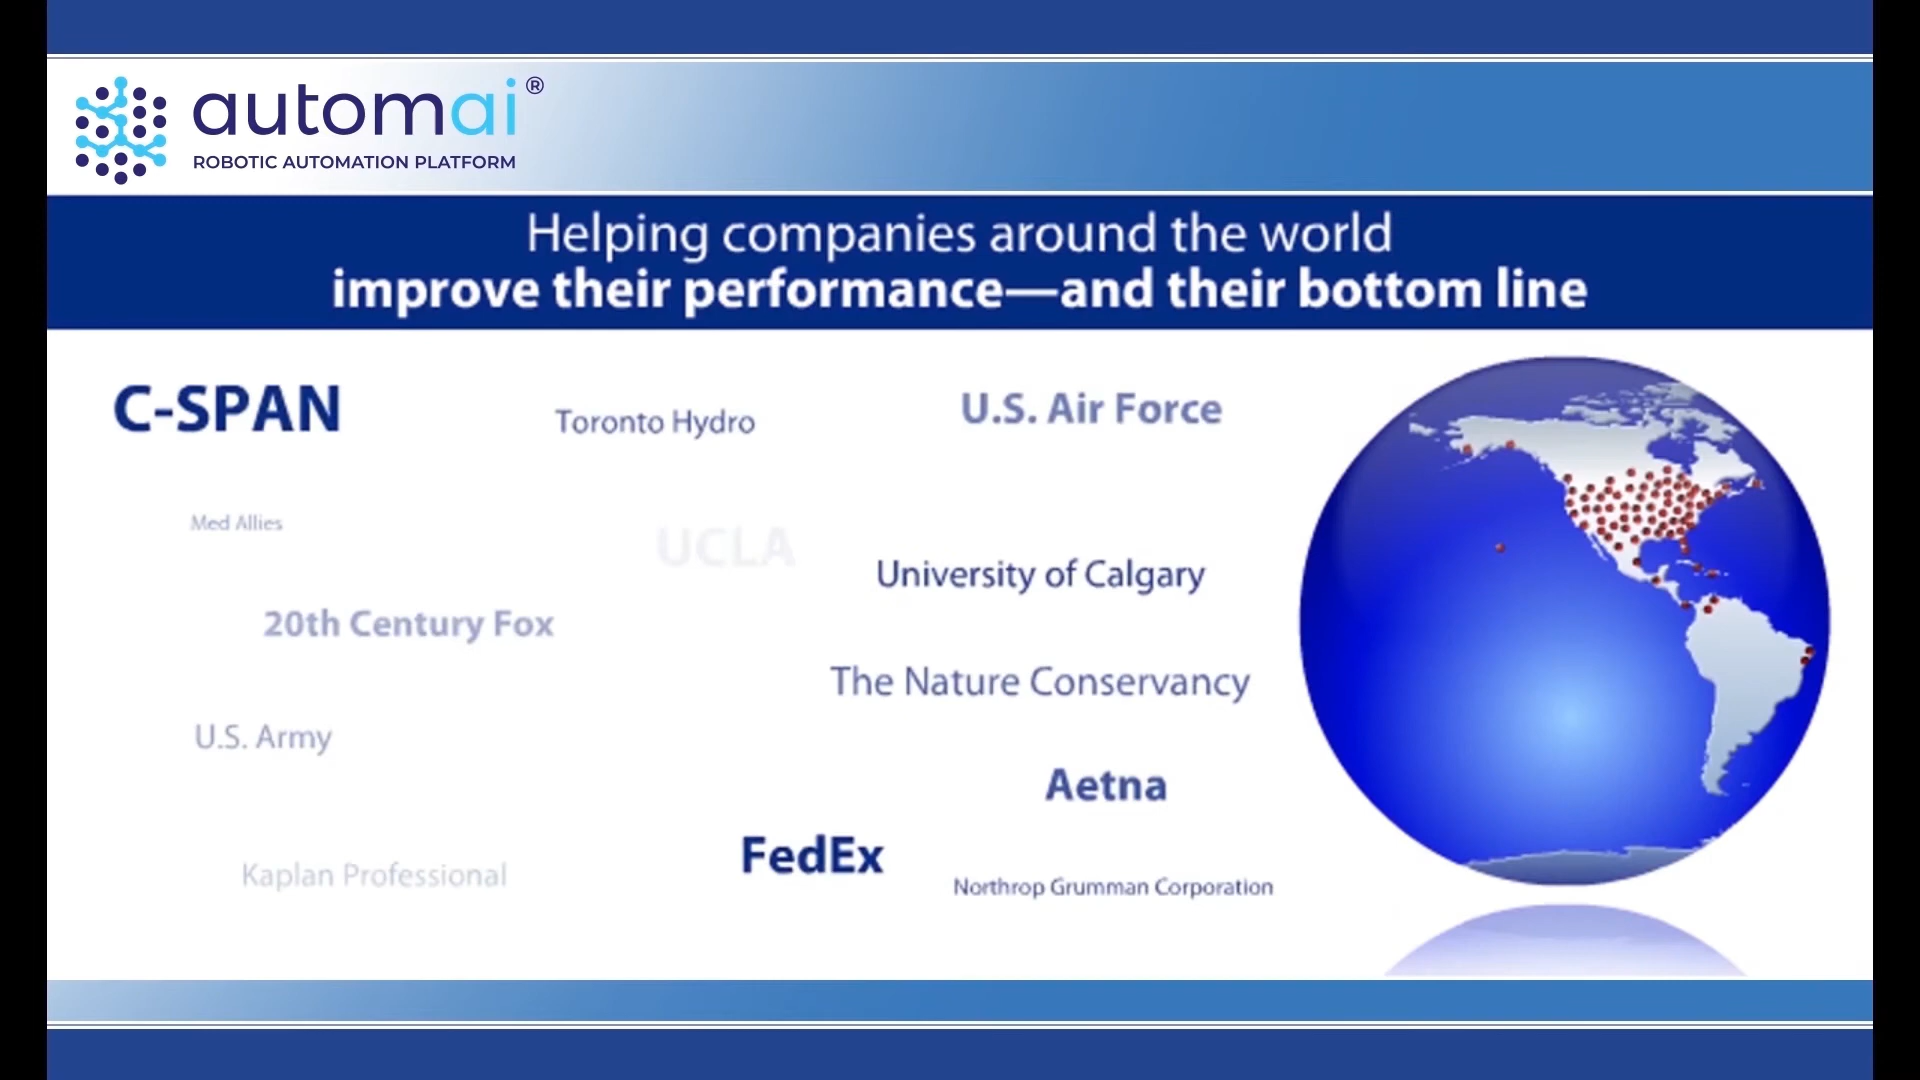 automai®
ROBOTIC AUTOMATION PLATFORM
Helping companies around the world
improve their performance—and their bottom line
C-SPAN
Toronto Hydro
U.S. Air Force
Med Allies
UCLA
University of Calgary
20th Century Fox
The Nature Conservancy
U.S. Army
Aetna
FedEx
Kaplan Professional
Northrop Grumman Corporation